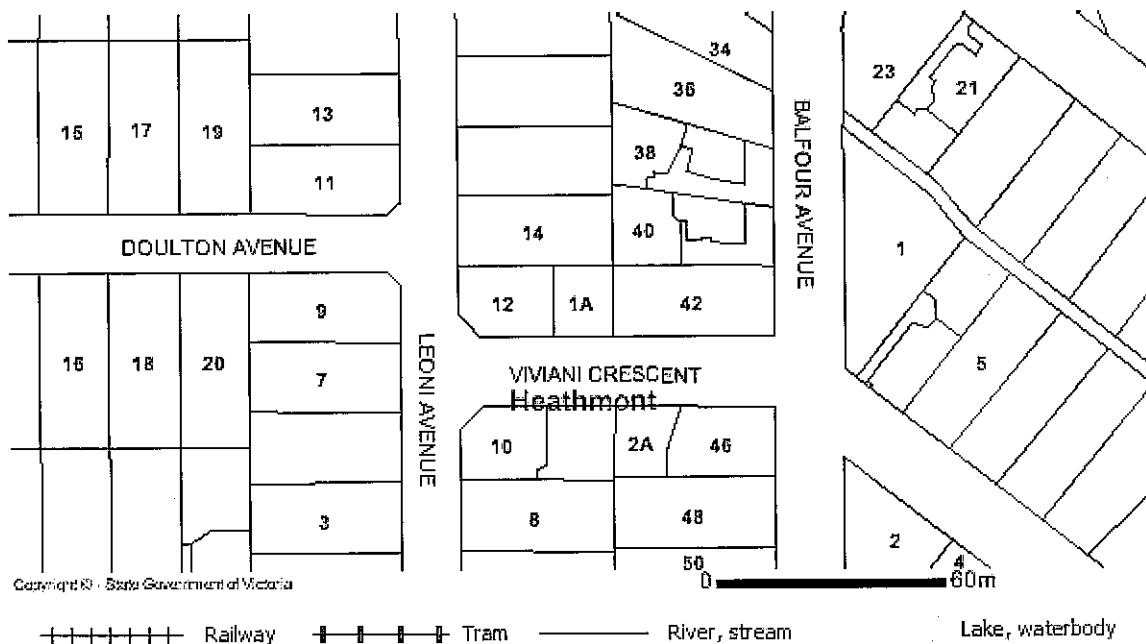 34
23
36
21
15
17
19
13
38
11
BALFOUR AVENUE
DOULTON AVENUE
14
40
1
9
12
1A
42
16
18
20
7
LEONI AVENUE
VIVIANI CRESCENT
Heathmont
5
10
2A
46
3
8
48
2
50
4
0
60m
Copyright © - State Government of Victoria
Railway
Tram
River, stream
Lake, waterbody